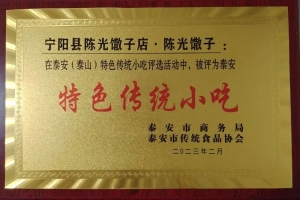 宁阳县陈光馓子店·陈光馓子：
在泰安（泰山）特色传统小吃评选活动中，被评为泰安
特色传统小吃
泰安市商务局
泰安市传统食品协会
二〇二三年二月